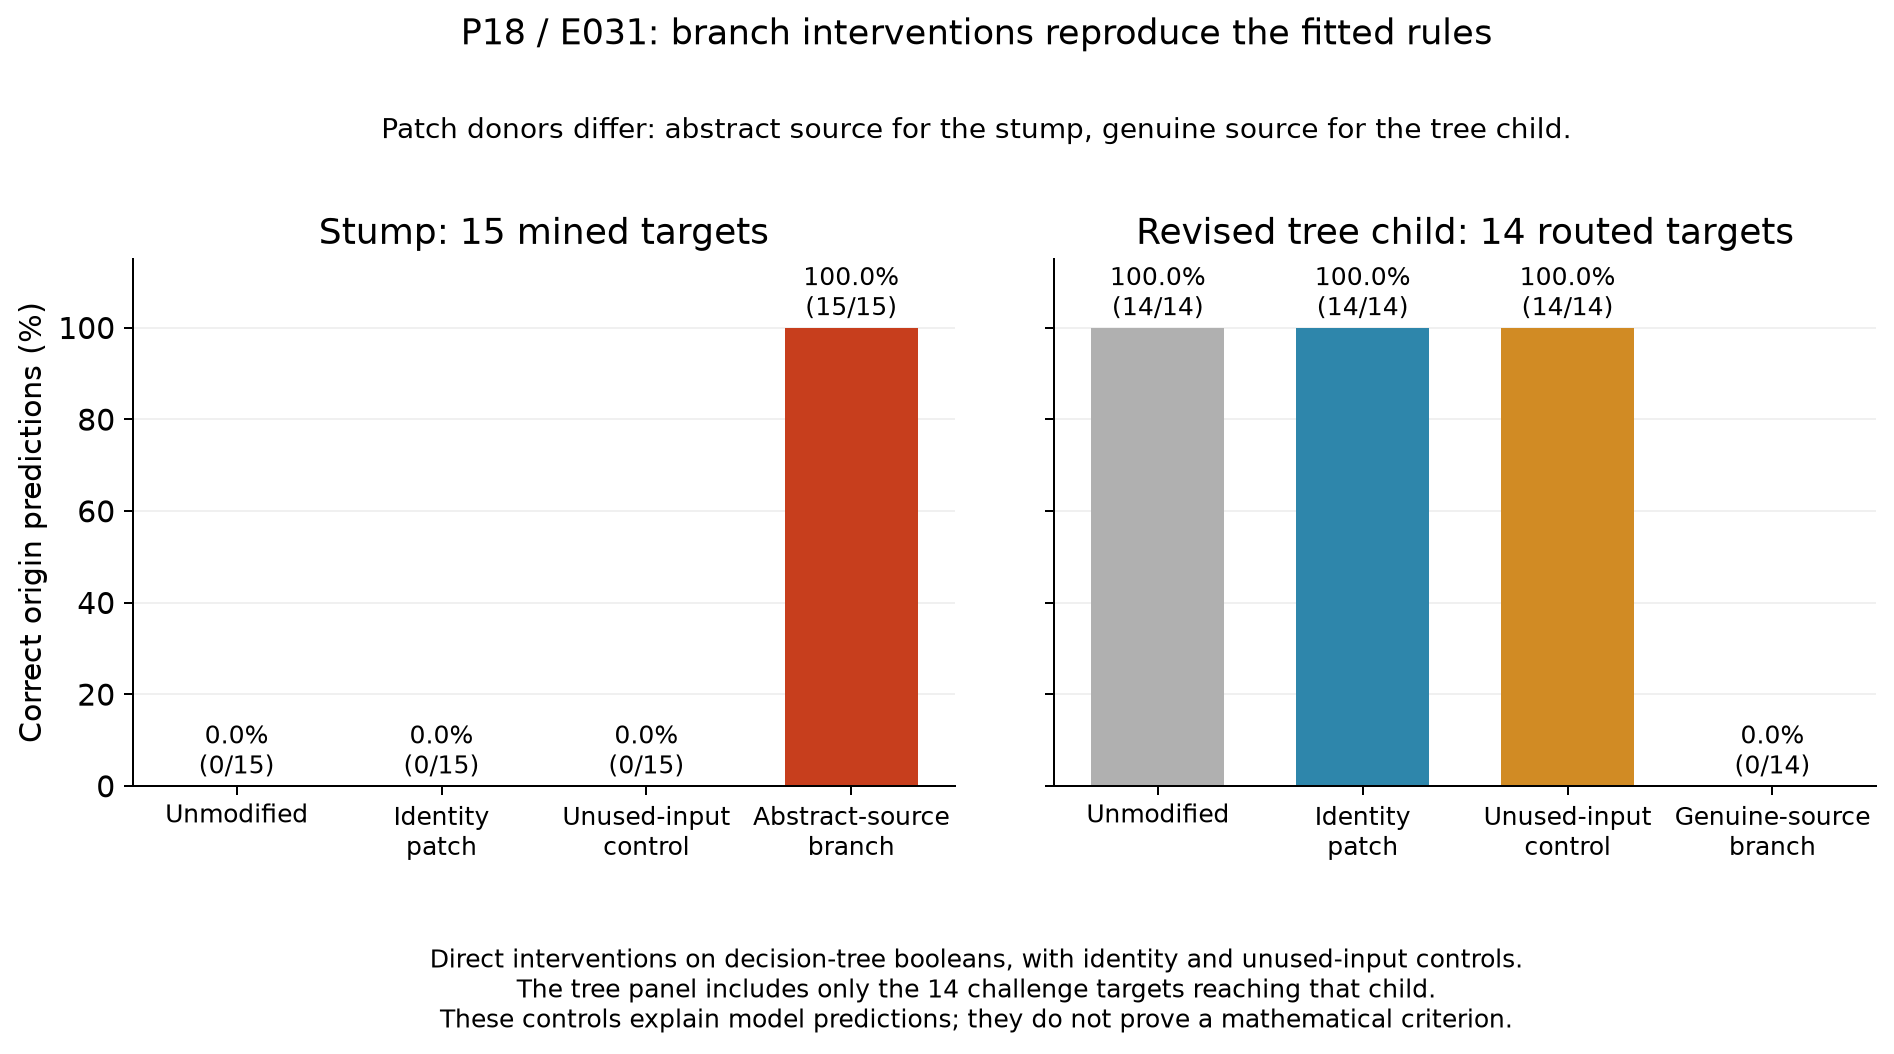 P18 / E031: branch interventions reproduce the fitted rules
Patch donors differ: abstract source for the stump, genuine source for the tree child.
Stump: 15 mined targets
Correct origin predictions (%)
100
80
60
40
20
0
0.0%
(0/15)
0.0%
(0/15)
0.0%
(0/15)
100.0%
(15/15)
Unmodified
Identity
patch
Unused-input
control
Abstract-source
branch
Revised tree child: 14 routed targets
100.0%
(14/14)
100.0%
(14/14)
100.0%
(14/14)
0.0%
(0/14)
Unmodified
Identity
patch
Unused-input
control
Genuine-source
branch
Direct interventions on decision-tree booleans, with identity and unused-input controls.
The tree panel includes only the 14 challenge targets reaching that child.
These controls explain model predictions; they do not prove a mathematical criterion.